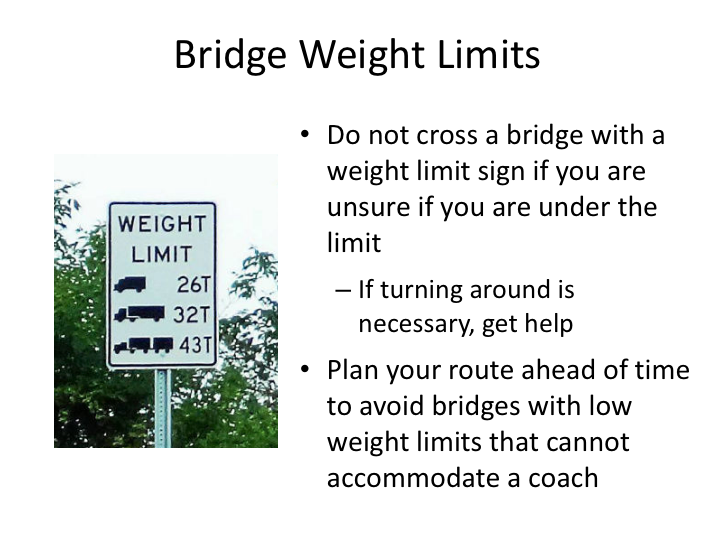 Bridge Weight Limits
WEIGHT
LIMIT
26T
32T
43T
• Do not cross a bridge with a
weight limit sign if you are
unsure if you are under the
limit
– If turning around is
necessary, get help
• Plan your route ahead of time
to avoid bridges with low
weight limits that cannot
accommodate a coach